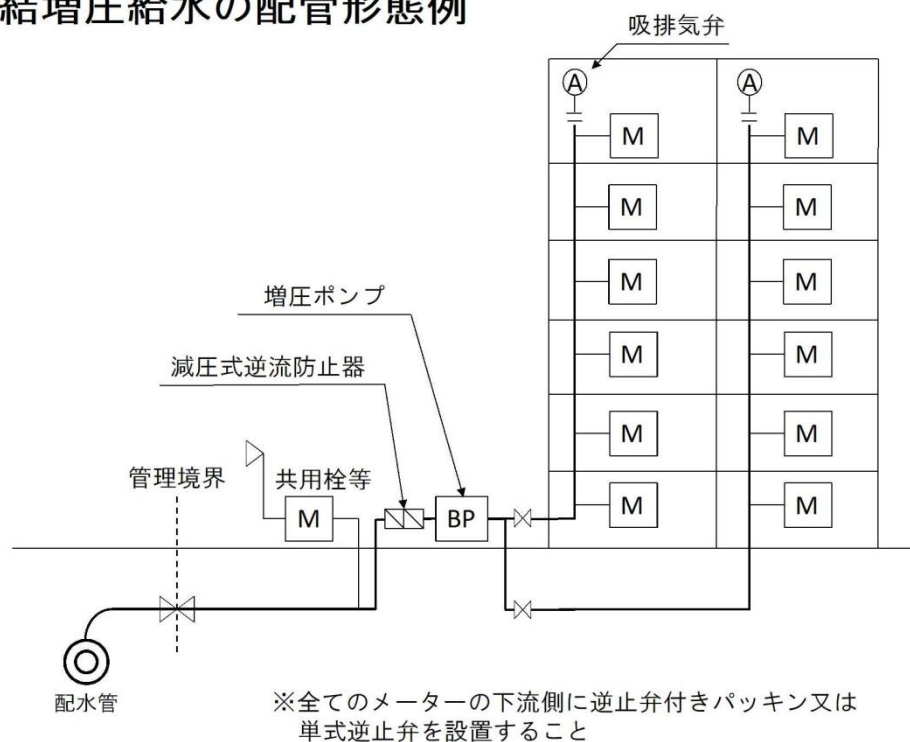 結増圧給水の配管形態例
吸排気弁
A
A
M
M
M
M
M
M
増圧ポンプ
M
M
減圧式逆流防止器
M
M
管理境界
共用栓等
M
BP
M
M
配水管
※全てのメーターの下流側に逆止弁付きパッキン又は
単式逆止弁を設置すること